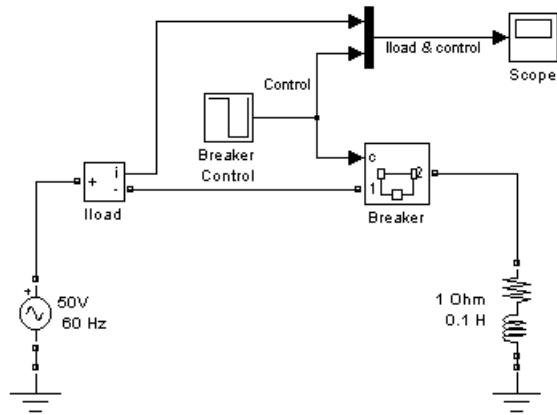 Iload & control
Scope
Control
Breaker
Control
i
+
-
Iload
c
1
2
Breaker
+
50V
60 Hz
1 Ohm
0.1 H